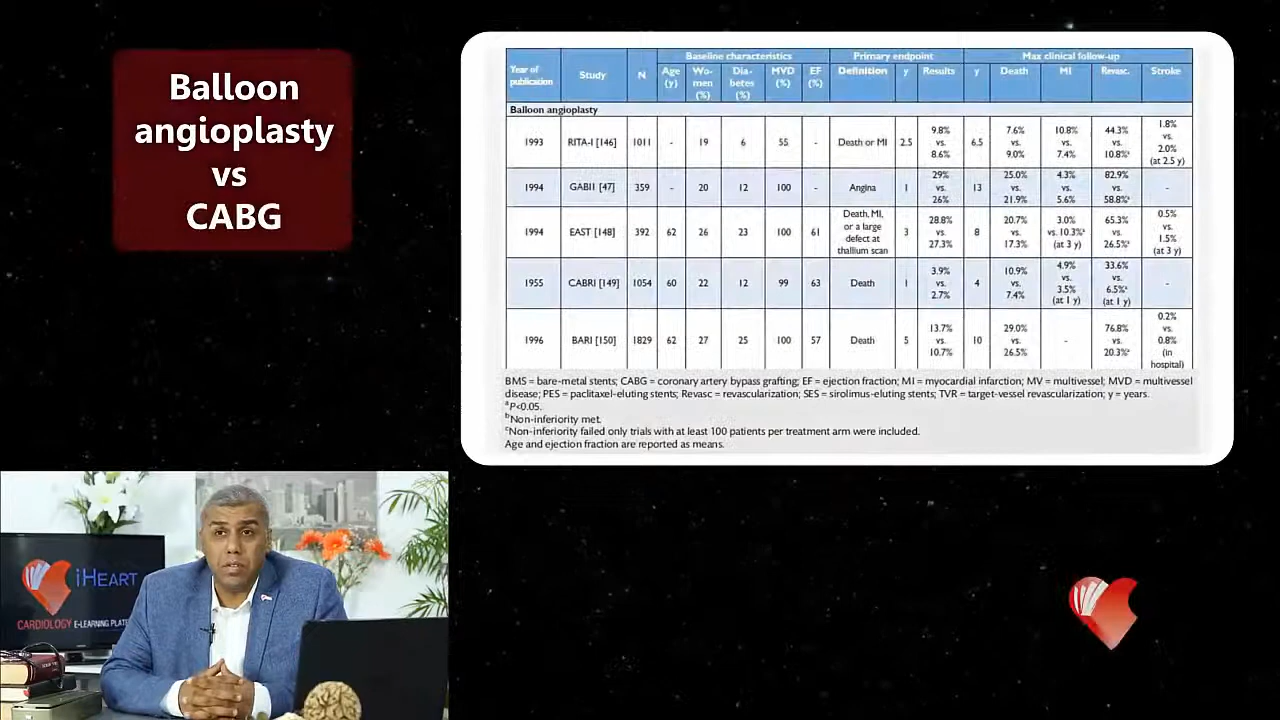 Balloon
angioplasty
vs
CABG
Baseline characteristics Primary endpoint Max clinical follow-up
Year of publication Study N Age (y) Wo-men (%) Dia-betes (%) MVD (%) EF (%) Definition y Results y Death MI Revasc. Stroke
Balloon angioplasty
1993 RITA-I [146] 1011 - 19 6 55 - Death or MI 2.5 9.8% vs. 8.6% 6.5 7.6% vs. 9.0% 10.8% vs. 7.4% 44.3% vs. 10.8%ᵃ 1.8% vs. 2.0% (at 2.5 y)
1994 GABI1 [47] 359 - 20 12 100 - Angina 1 29% vs. 26% 13 25.0% vs. 21.9% 4.3% vs. 5.6% 82.9% vs. 58.8%ᵃ -
1994 EAST [148] 392 62 26 23 100 61 Death, MI, or a large defect at thallium scan 3 28.8% vs. 27.3% 8 20.7% vs. 17.3% 3.0% vs. 10.3%ᵃ (at 3 y) 65.3% vs. 26.5%ᵃ 0.5% vs. 1.5% (at 3 y)
1955 CABRI [149] 1054 60 22 12 99 63 Death 1 3.9% vs. 2.7% 4 10.9% vs. 7.4% 4.9% vs. 3.5% (at 1 y) 33.6% vs. 6.5%ᵃ (at 1 y) -
1996 BARI [150] 1829 62 27 25 100 57 Death 5 13.7% vs. 10.7% 10 29.0% vs. 26.5% - 76.8% vs. 20.3%ᵃ 0.2% vs. 0.8% (in hospital)
BMS = bare-metal stents; CABG = coronary artery bypass grafting; EF = ejection fraction; MI = myocardial infarction; MV = multivessel; MVD = multivessel
disease; PES = paclitaxel-eluting stents; Revasc = revascularization; SES = sirolimus-eluting stents; TVR = target-vessel revascularization; y = years.
ᵃP<0.05.
ᵇNon-inferiority met.
ᶜNon-inferiority failed only trials with at least 100 patients per treatment arm were included.
Age and ejection fraction are reported as means.
iHEART
CARDIOLOGY E-LEARNING PLATF